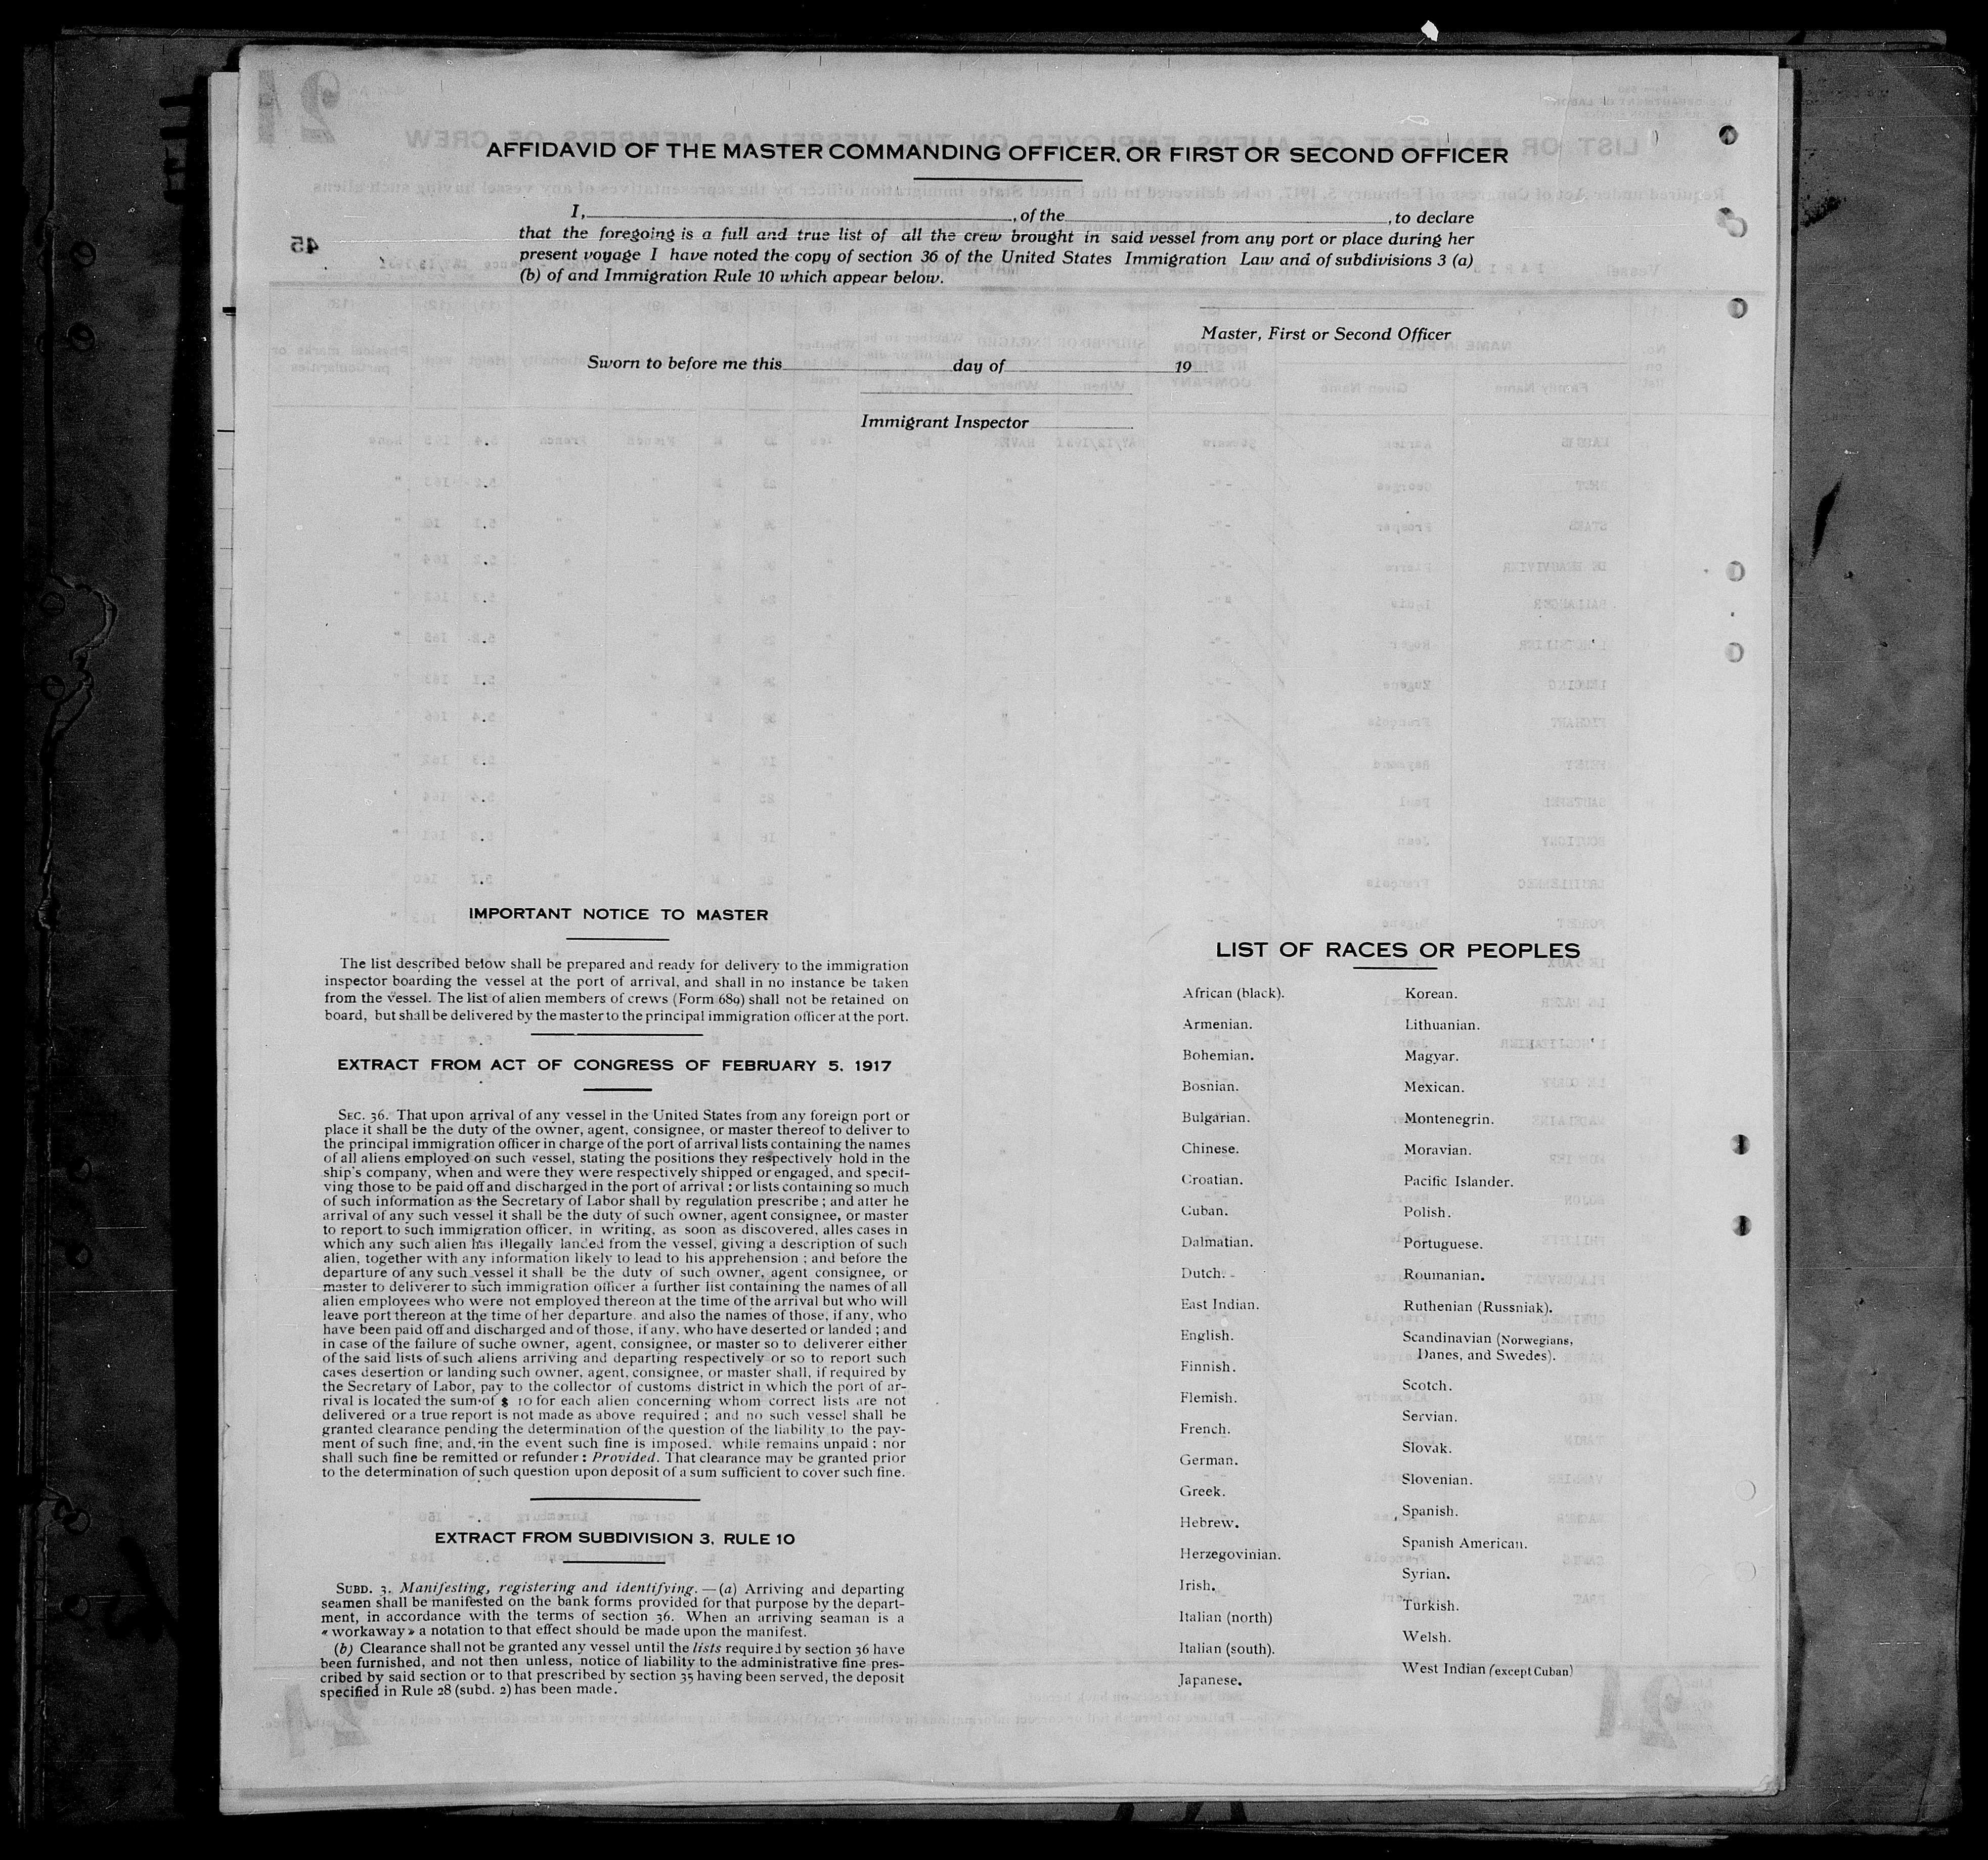 AFFIDAVID OF THE MASTER COMMANDING OFFICER, OR FIRST OR SECOND OFFICER
I, , of the , to declare
that the foregoing is a full and true list of all the crew brought in said vessel from any port or place during her
present voyage I have noted the copy of section 36 of the United States Immigration Law and of subdivisions 3 (a)
(b) of and Immigration Rule 10 which appear below.
Master, First or Second Officer
Sworn to before me this day of 19
Immigrant Inspector
45
IMPORTANT NOTICE TO MASTER
The list described below shall be prepared and ready for delivery to the immigration
inspector boarding the vessel at the port of arrival, and shall in no instance be taken
from the vessel. The list of alien members of crews (Form 689) shall not be retained on
board, but shall be delivered by the master to the principal immigration officer at the port.
EXTRACT FROM ACT OF CONGRESS OF FEBRUARY 5, 1917
SEC. 36. That upon arrival of any vessel in the United States from any foreign port or
place it shall be the duty of the owner, agent, consignee, or master thereof to deliver to
the principal immigration officer in charge of the port of arrival lists containing the names
of all aliens employed on such vessel, stating the positions they respectively hold in the
ship's company, when and were they were respectively shipped or engaged, and specif-
ving those to be paid off and discharged in the port of arrival : or lists containing so much
of such information as the Secretary of Labor shall by regulation prescribe ; and atter he
arrival of any such vessel it shall be the duty of such owner, agent consignee, or master
to report to such immigration officer, in writing, as soon as discovered, alles cases in
which any such alien has illegally landed from the vessel, giving a description of such
alien, together with any information likely to lead to his apprehension ; and before the
departure of any such vessel it shall be the duty of such owner, agent consignee, or
master to deliverer to such immigration officer a further list containing the names of all
alien employees who were not employed thereon at the time of the arrival but who will
leave port thereon at the time of her departure. and also the names of those, if any, who
have been paid off and discharged and of those, if any. who have deserted or landed ; and
in case of the failure of suche owner, agent, consignee, or master so to deliverer either
of the said lists of such aliens arriving and departing respectively or so to report such
cases desertion or landing such owner, agent, consignee, or master shall, if required by
the Secretary of Labor, pay to the collector of customs district in which the port of ar-
rival is located the sum of $ 10 for each alien concerning whom correct lists are not
delivered or a true report is not made as above required ; and no such vessel shall be
granted clearance pending the determination of the question of the liability to the pay-
ment of such fine, and, in the event such fine is imposed. while remains unpaid : nor
shall such fine be remitted or refunder : Provided. That clearance may be granted prior
to the determination of such question upon deposit of a sum sufficient to cover such fine.
EXTRACT FROM SUBDIVISION 3, RULE 10
SUBD. 3. Manifesting, registering and identifying. — (a) Arriving and departing
seamen shall be manifested on the bank forms provided for that purpose by the depart-
ment, in accordance with the terms of section 36. When an arriving seaman is a
« workaway » a notation to that effect should be made upon the manifest.
(b) Clearance shall not be granted any vessel until the lists required by section 36 have
been furnished, and not then unless, notice of liability to the administrative fine pres-
cribed by said section or to that prescribed by section 35 having been served, the deposit
specified in Rule 28 (subd. 2) has been made.
LIST OF RACES OR PEOPLES
African (black).
Armenian.
Bohemian.
Bosnian.
Bulgarian.
Chinese.
Croatian.
Cuban.
Dalmatian.
Dutch.
East Indian.
English.
Finnish.
Flemish.
French.
German.
Greek.
Hebrew.
Herzegovinian.
Irish.
Italian (north)
Italian (south).
Japanese.
Korean.
Lithuanian.
Magyar.
Mexican.
Montenegrin.
Moravian.
Pacific Islander.
Polish.
Portuguese.
Roumanian.
Ruthenian (Russniak).
Scandinavian (Norwegians,
Danes, and Swedes).
Scotch.
Servian.
Slovak.
Slovenian.
Spanish.
Spanish American.
Syrian.
Turkish.
Welsh.
West Indian (except Cuban)